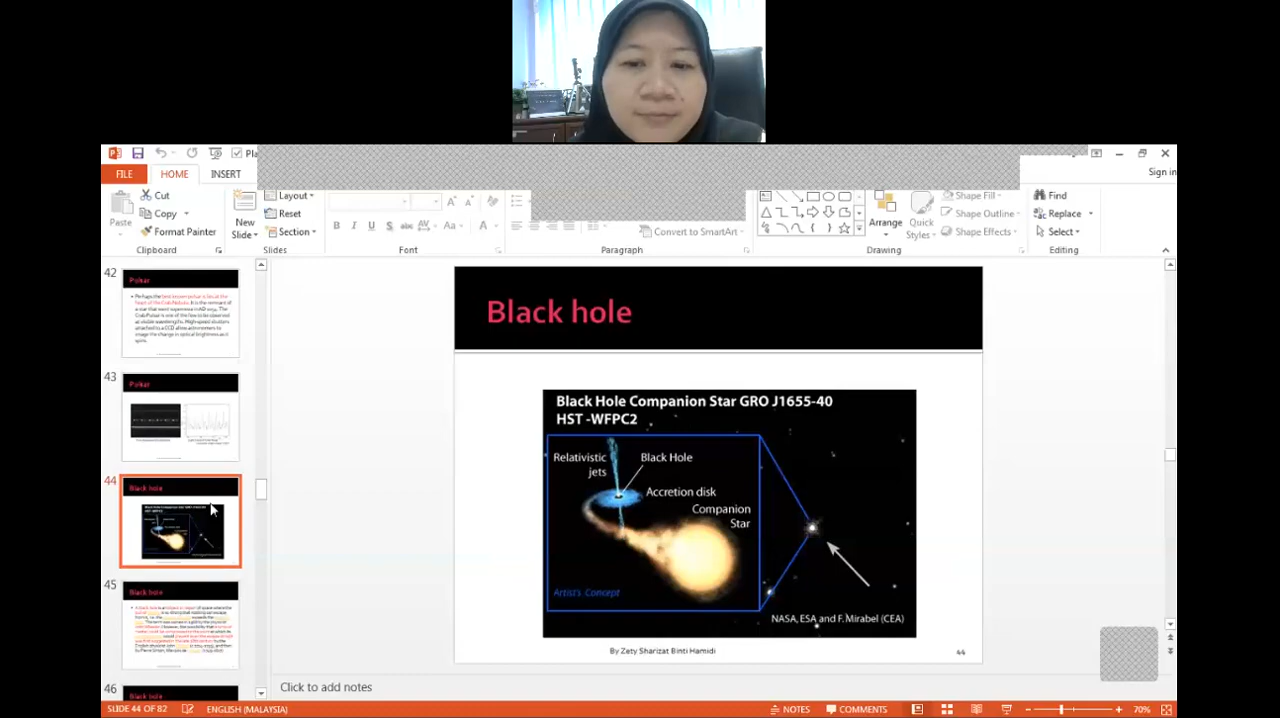 Pla
FILE
HOME
INSERT
Sign in
Cut
Copy
Format Painter
Paste
Clipboard
New
Slide
Layout
Reset
Section
Slides
Font
Paragraph
Convert to SmartArt
Arrange
Quick
Styles
Shape Fill
Shape Outline
Shape Effects
Drawing
Find
Replace
Select
Editing
42
Pulsar
43
Pulsar
44
Black hole
45
Black hole
46
Black hole
Black hole
Black Hole Companion Star GRO J1655-40
HST -WFPC2
Relativistic
jets
Black Hole
Accretion disk
Companion
Star
Artist's Concept
NASA, ESA and F. Mirabel (CEA)
By Zety Sharizat Binti Hamidi
44
Click to add notes
SLIDE 44 OF 82
ENGLISH (MALAYSIA)
NOTES
COMMENTS
70%